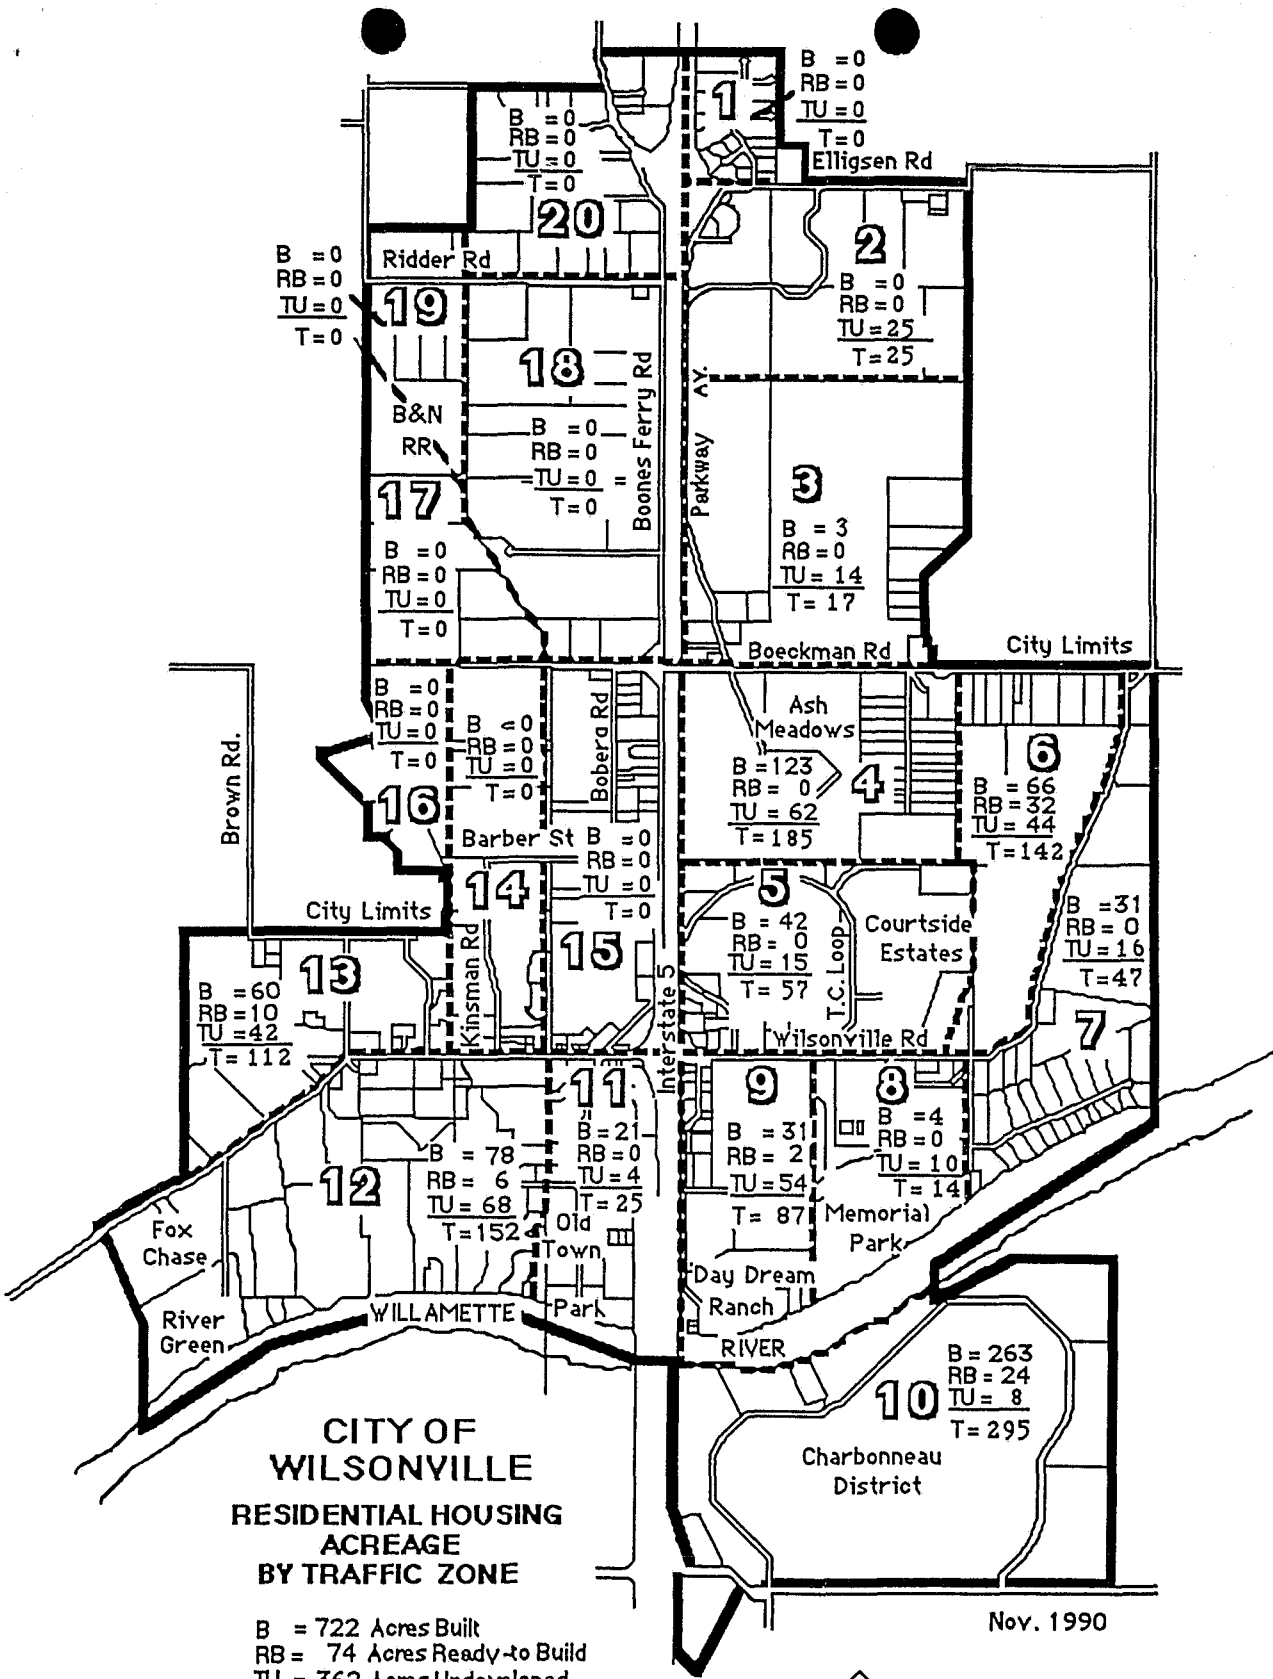 B = 0
RB = 0
TU = 0
T = 0
1
Elligsen Rd
B = 0
RB = 0
TU = 0
T = 0
20
Ridder Rd
2
B = 0
RB = 0
TU = 25
T = 25
B = 0
RB = 0
TU = 0
T = 0
19
B&N
RR
18
B = 0
RB = 0
TU = 0 =
T = 0
Boones Ferry Rd
Parkway AY.
3
B = 3
RB = 0
TU = 14
T = 17
17
B = 0
RB = 0
TU = 0
T = 0
Boeckman Rd
City Limits
Brown Rd.
B = 0
RB = 0
TU = 0
T = 0
16
B = 0
RB = 0
TU = 0
T = 0
Bobera Rd
Barber St
14
Kinsman Rd
B = 0
RB = 0
TU = 0
T = 0
15
Interstate 5
Ash
Meadows
B = 123
RB = 0
TU = 62
T = 185
4
6
B = 66
RB = 32
TU = 44
T = 142
5
B = 42
RB = 0
TU = 15
T = 57
T.C. Loop
Courtside
Estates
Wilsonville Rd
B = 31
RB = 0
TU = 16
T = 47
7
City Limits
13
B = 60
RB = 10
TU = 42
T = 112
12
B = 78
RB = 6
TU = 68
T = 152
11
B = 21
RB = 0
TU = 4
T = 25
Old
Town
Park
9
B = 31
RB = 2
TU = 54
T = 87
8
B = 4
RB = 0
TU = 10
T = 14
Memorial
Park
Day Dream
Ranch
Fox
Chase
River
Green
WILLAMETTE
RIVER
10
B = 263
RB = 24
TU = 8
T = 295
Charbonneau
District
CITY OF
WILSONVILLE
RESIDENTIAL HOUSING
ACREAGE
BY TRAFFIC ZONE
B = 722 Acres Built
RB = 74 Acres Ready-to Build
TU = 362 Acres Undeveloped
Nov. 1990